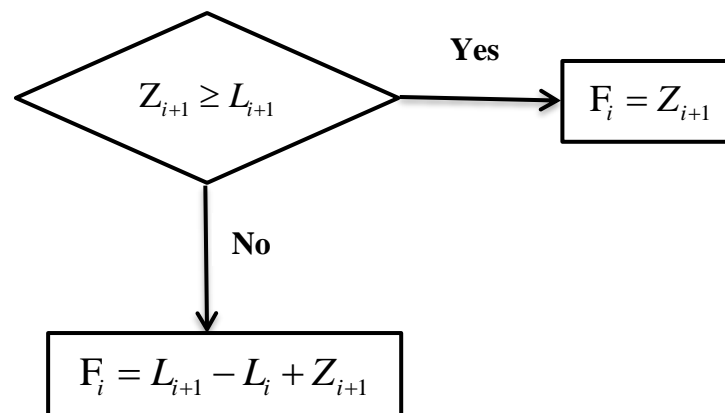 Yes
Z_{i+1} ≥ L_{i+1}
F_i = Z_{i+1}
No
F_i = L_{i+1} − L_i + Z_{i+1}